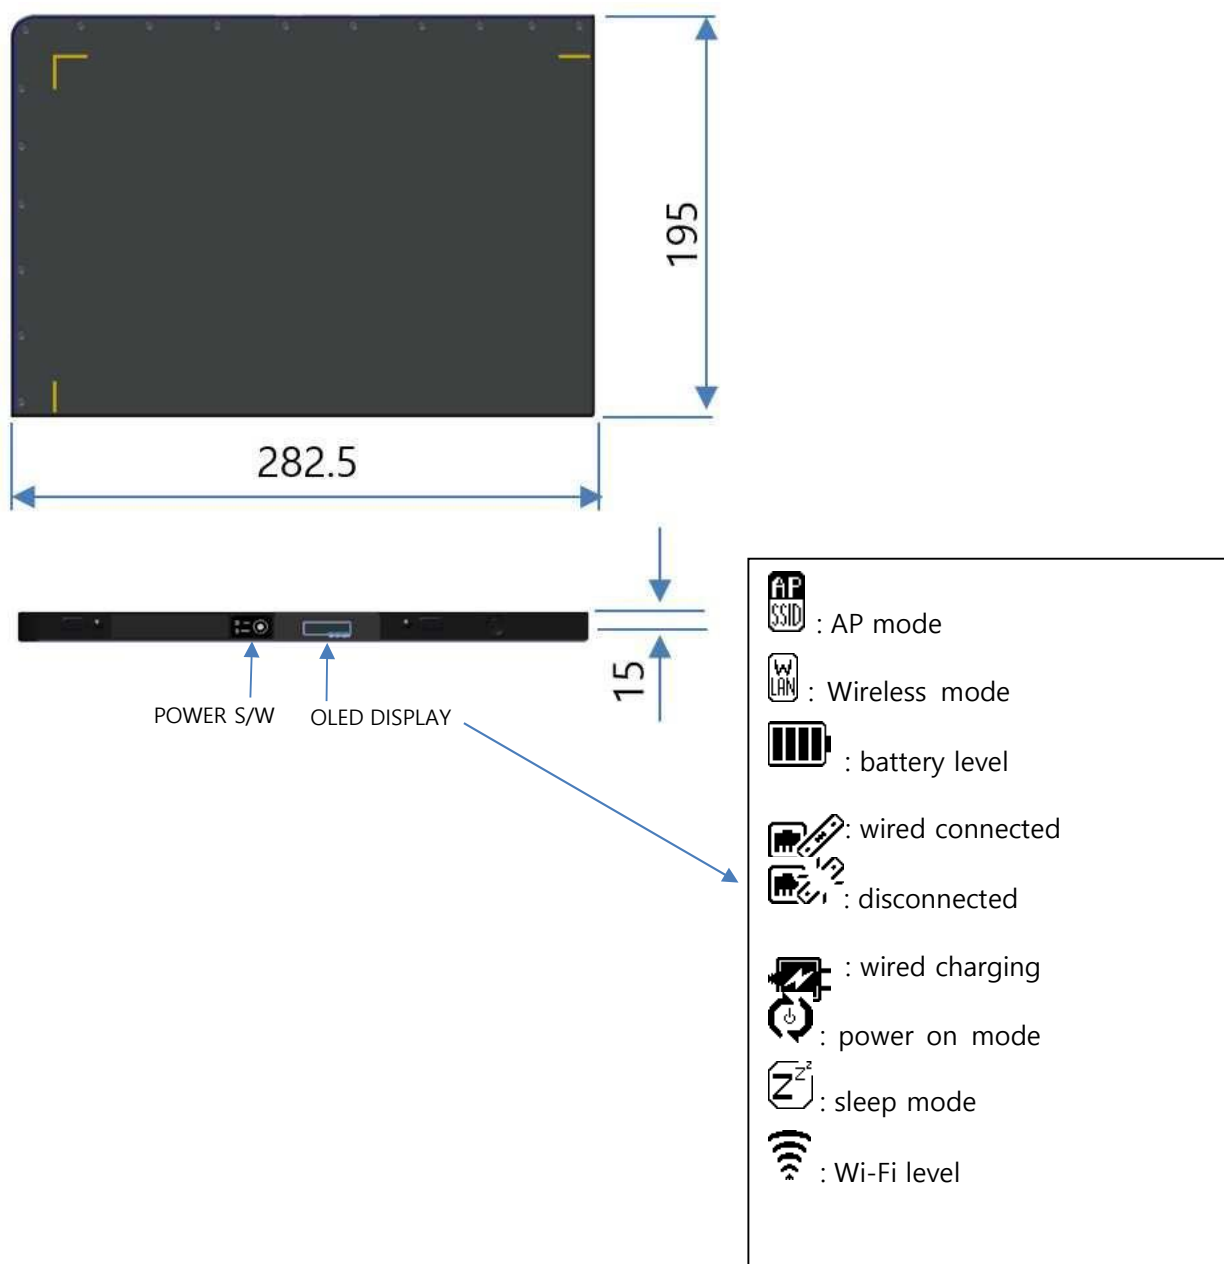 195
282.5
15
POWER S/W
OLED DISPLAY
AP
SSID : AP mode
W
LAN : Wireless mode
: battery level
: wired connected
: disconnected
: wired charging
: power on mode
Zzz : sleep mode
: Wi-Fi level